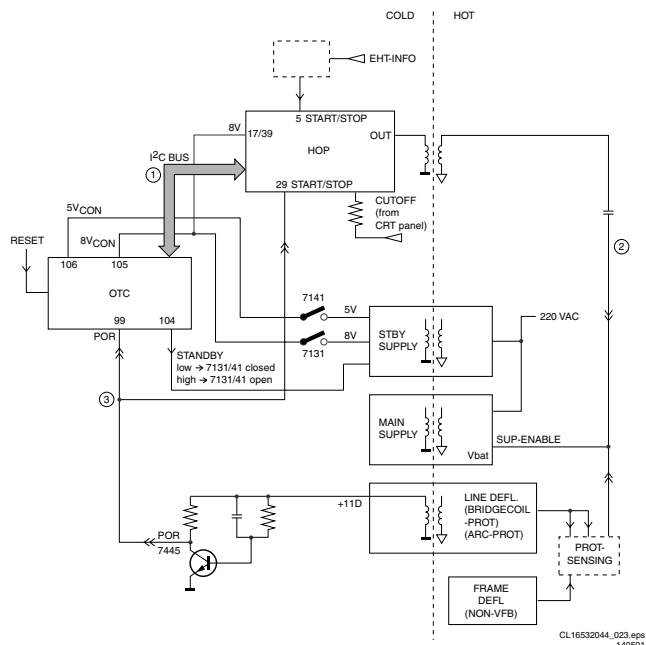 COLD
HOT
EHT-INFO
5 START/STOP
8V
17/39
OUT
HOP
I2C BUS
1
29 START/STOP
CUTOFF
(from
CRT panel)
5VCON
8VCON
RESET
106
105
2
OTC
7141
5V
220 VAC
99
104
STBY
SUPPLY
POR
8V
7131
STANDBY
low → 7131/41 closed
high → 7131/41 open
3
MAIN
SUPPLY
SUP-ENABLE
Vbat
+11D
LINE DEFL.
(BRIDGECOIL
-PROT)
(ARC-PROT)
POR
7445
PROT-
SENSING
FRAME
DEFL
(NON-VFB)
CL16532044_023.eps
140501